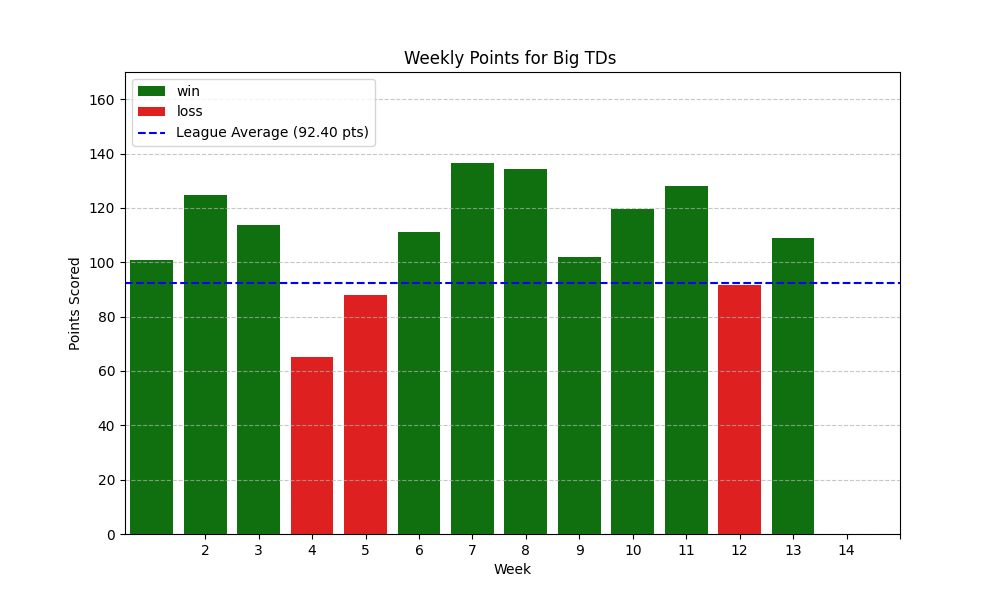 Weekly Points for Big TDs
win
loss
League Average (92.40 pts)
Points Scored
160
140
120
100
80
60
40
20
0
2 3 4 5 6 7 8 9 10 11 12 13 14
Week